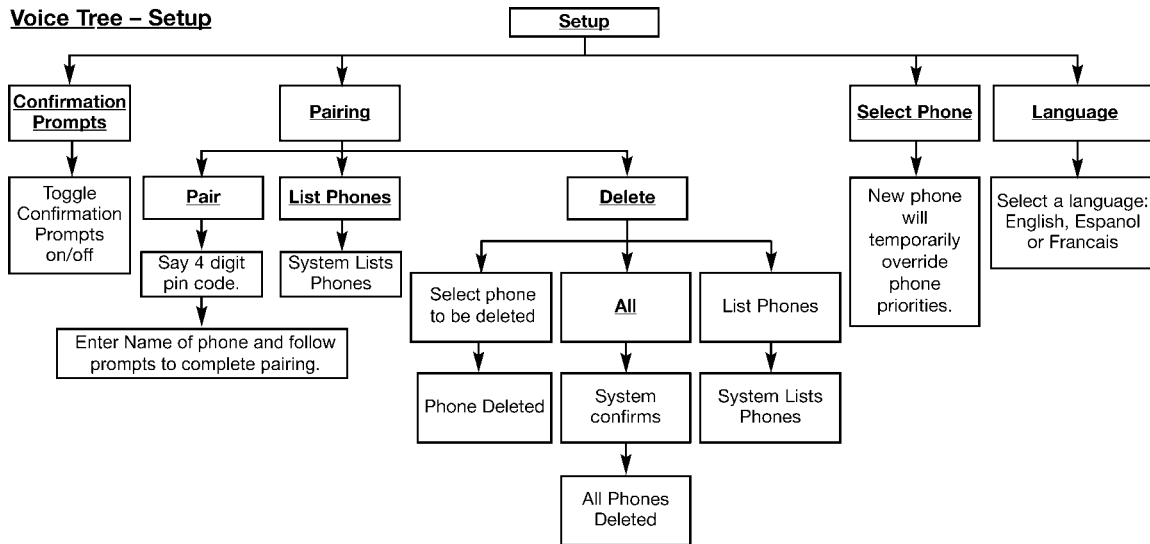 Voice Tree – Setup
Setup
Confirmation
Prompts
Pairing
Select Phone
Language
Toggle
Confirmation
Prompts
on/off
Pair
List Phones
Delete
New phone
will
temporarily
override
phone
priorities.
Select a language:
English, Espanol
or Francais
Say 4 digit
pin code.
System Lists
Phones
Select phone
to be deleted
All
List Phones
Enter Name of phone and follow
prompts to complete pairing.
Phone Deleted
System
confirms
System Lists
Phones
All Phones
Deleted